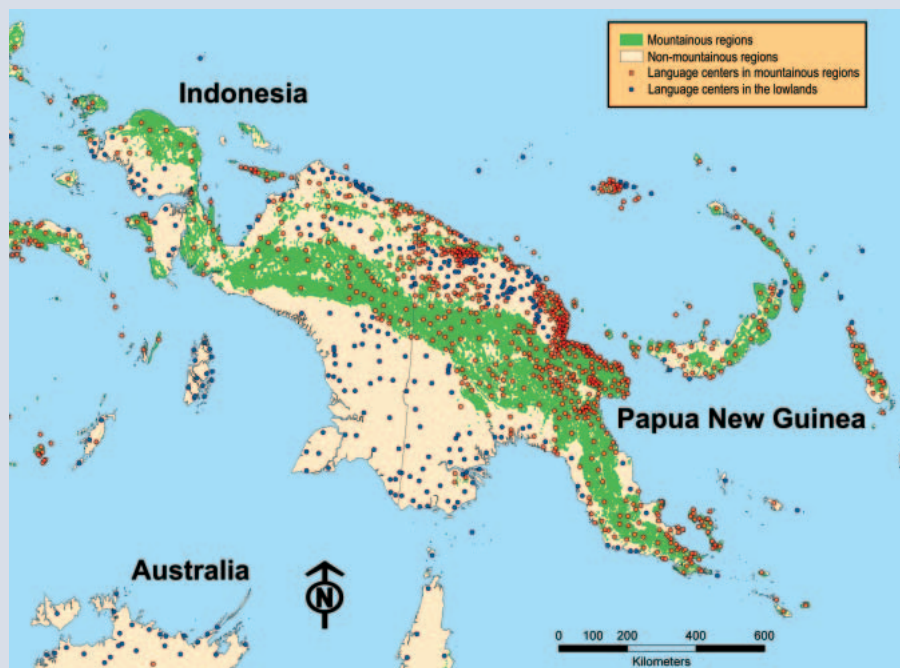 Mountainous regions
Non-mountainous regions
Language centers in mountainous regions
Language centers in the lowlands
Indonesia
Papua New Guinea
Australia
N
0 100 200 400 600
Kilometers